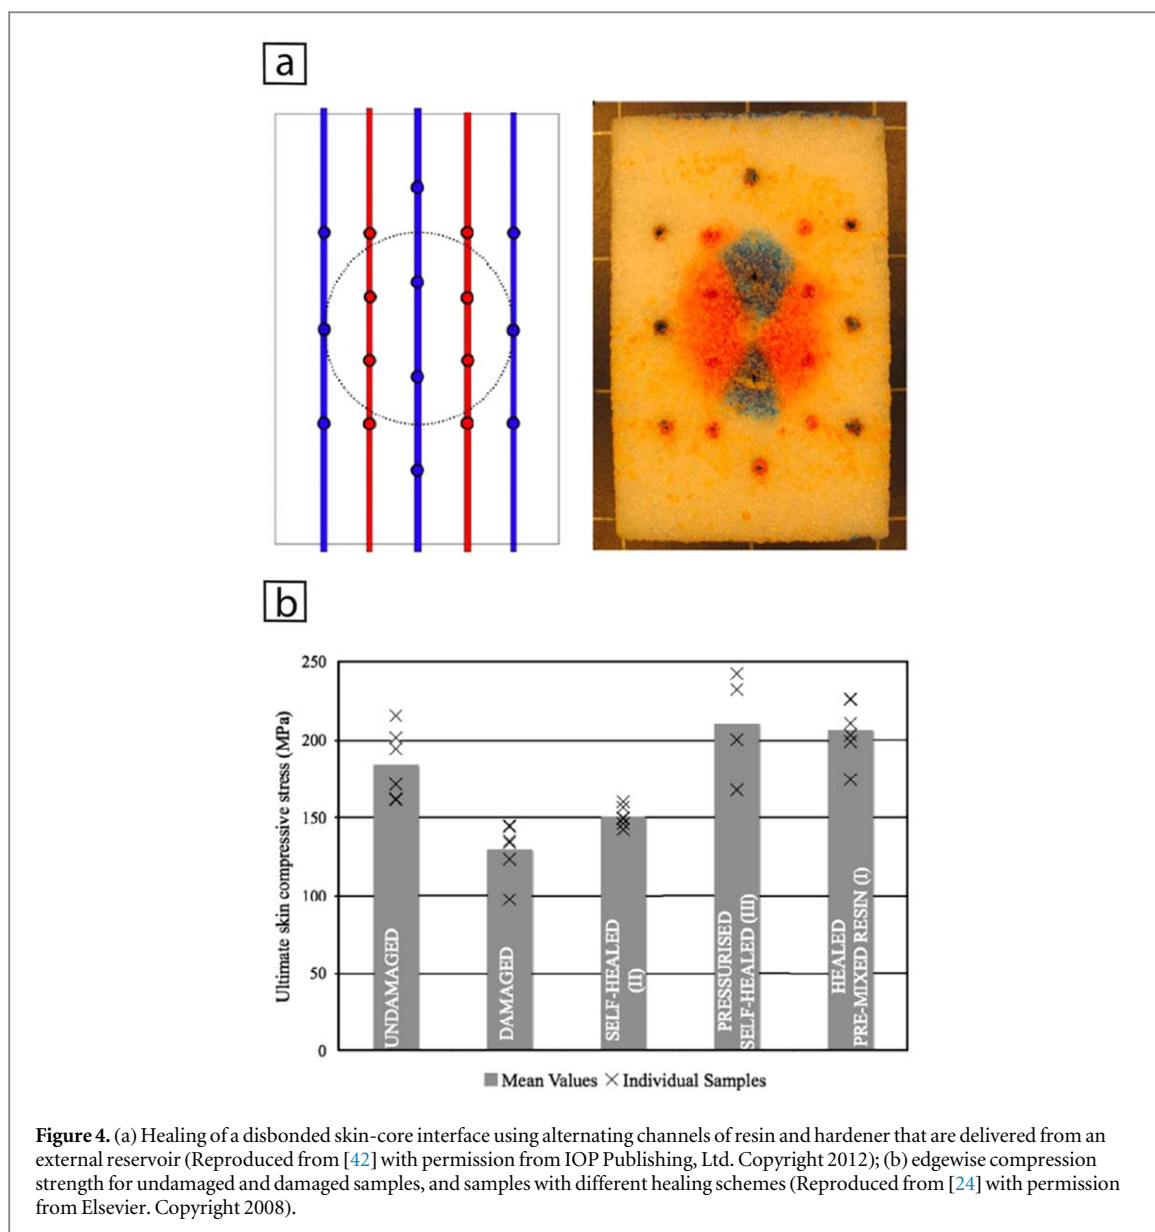 a
b
Ultimate skin compressive stress (MPa)
250
200
150
100
50
0
UNDAMAGED
DAMAGED
SELF-HEALED
(II)
PRESSURISED
SELF-HEALED (III)
HEALED
PRE-MIXED RESIN (I)
Mean Values × Individual Samples
Figure 4. (a) Healing of a disbonded skin-core interface using alternating channels of resin and hardener that are delivered from an
external reservoir (Reproduced from [42] with permission from IOP Publishing, Ltd. Copyright 2012); (b) edgewise compression
strength for undamaged and damaged samples, and samples with different healing schemes (Reproduced from [24] with permission
from Elsevier. Copyright 2008).